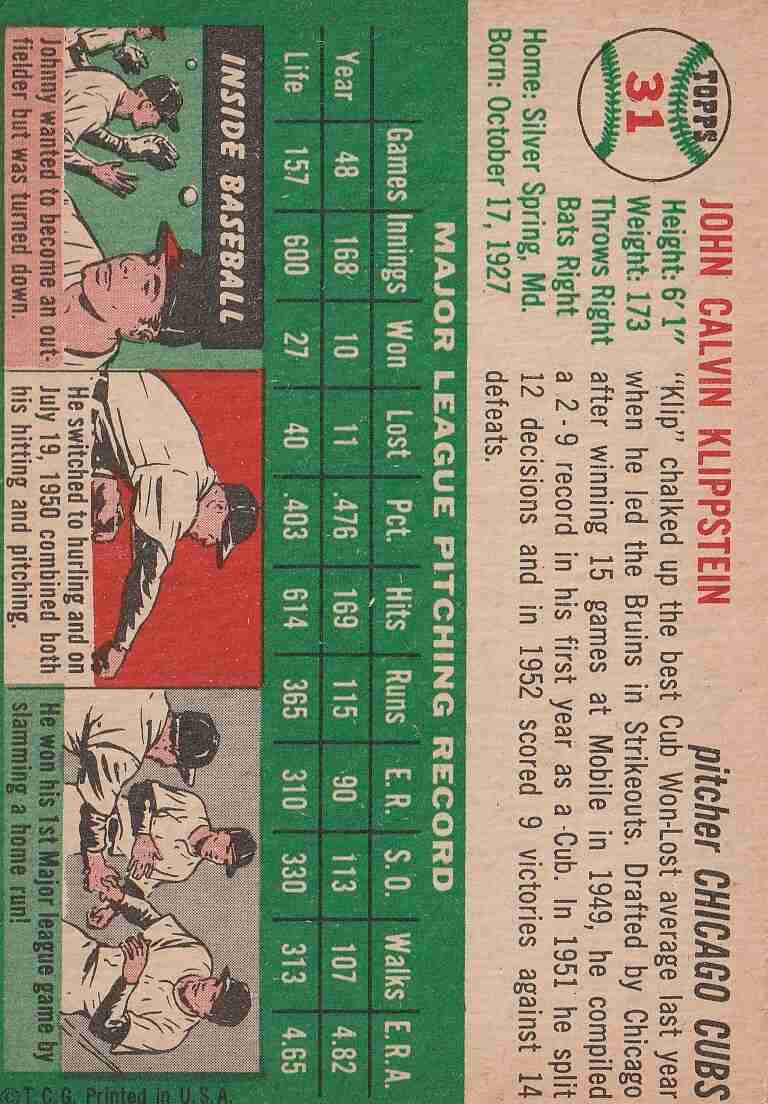 TOPPS
31
JOHN CALVIN KLIPPSTEIN
pitcher CHICAGO CUBS
Height: 6'1"
Weight: 173
Throws Right
Bats Right
Home: Silver Spring, Md.
Born: October 17, 1927
"Klip" chalked up the best Cub Won-Lost average last year
when he led the Bruins in Strikeouts. Drafted by Chicago
after winning 15 games at Mobile in 1949, he compiled
a 2-9 record in his first year as a Cub. In 1951 he split
12 decisions and in 1952 scored 9 victories against 14
defeats.
MAJOR LEAGUE PITCHING RECORD
Games Innings Won Lost Pct. Hits Runs E.R. S.O. Walks E.R.A.
Year 48 168 10 11 .476 169 115 90 113 107 4.82
Life 157 600 27 40 .403 614 365 310 330 313 4.65
INSIDE BASEBALL
Johnny wanted to become an out-
fielder but was turned down.
He switched to hurling and on
July 19, 1950 combined both
his hitting and pitching.
He won his 1st Major league game by
slamming a home run!
©T.C.G. Printed in U.S.A.